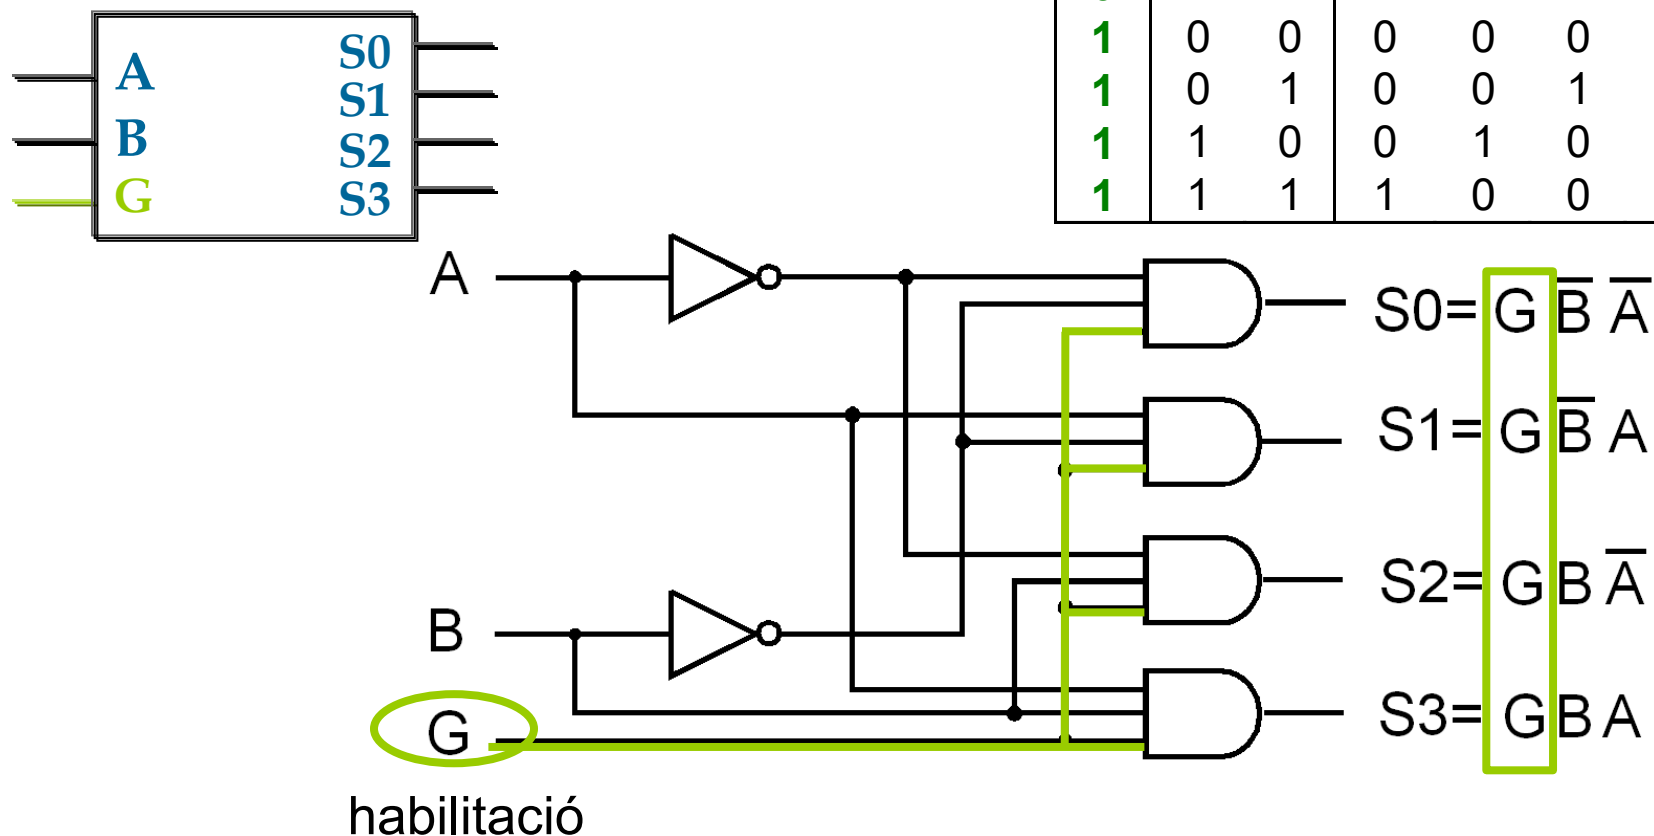 A
B
G
S0
S1
S2
S3
1 0 0 0 0 0
1 0 1 0 0 1
1 1 0 0 1 0
1 1 1 1 0 0
A
B
G
habilitació
S0= G B̅ A̅
S1= G B̅ A
S2= G B A̅
S3= G B A